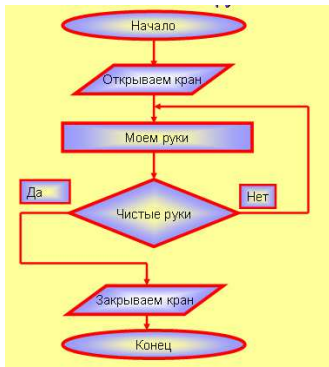 Начало
Открываем кран
Моем руки
Да
Нет
Чистые руки
Закрываем кран
Конец